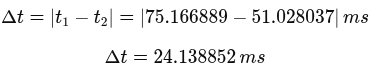 Δt = |t₁ − t₂| = |75.166889 − 51.028037| ms
Δt = 24.138852 ms